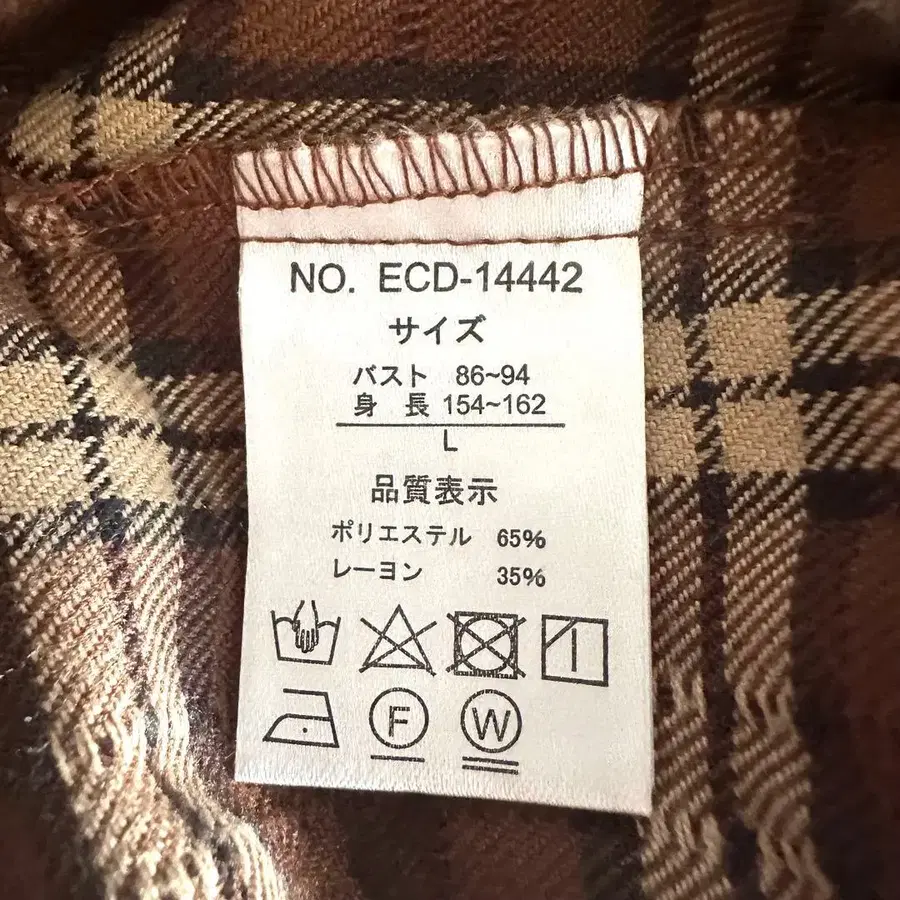 NO. ECD-14442
サイズ
バスト 86~94
身 長 154~162
L
品質表示
ポリエステル 65%
レーヨン 35%
F W